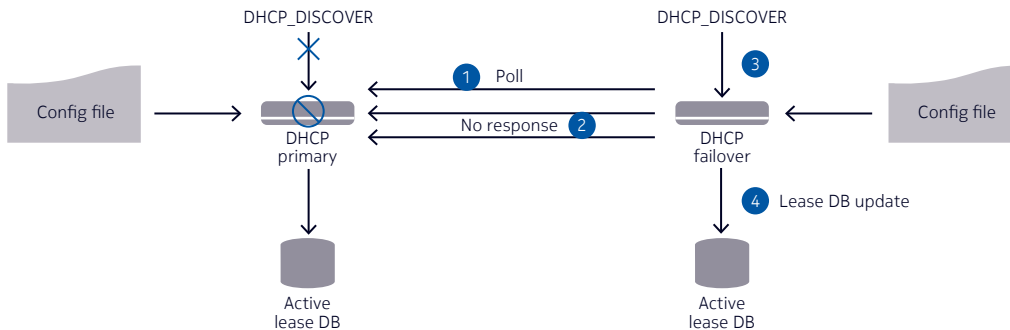 DHCP_DISCOVER
DHCP_DISCOVER
1 Poll
3
Config file
Config file
No response 2
DHCP
primary
DHCP
failover
4 Lease DB update
Active
lease DB
Active
lease DB